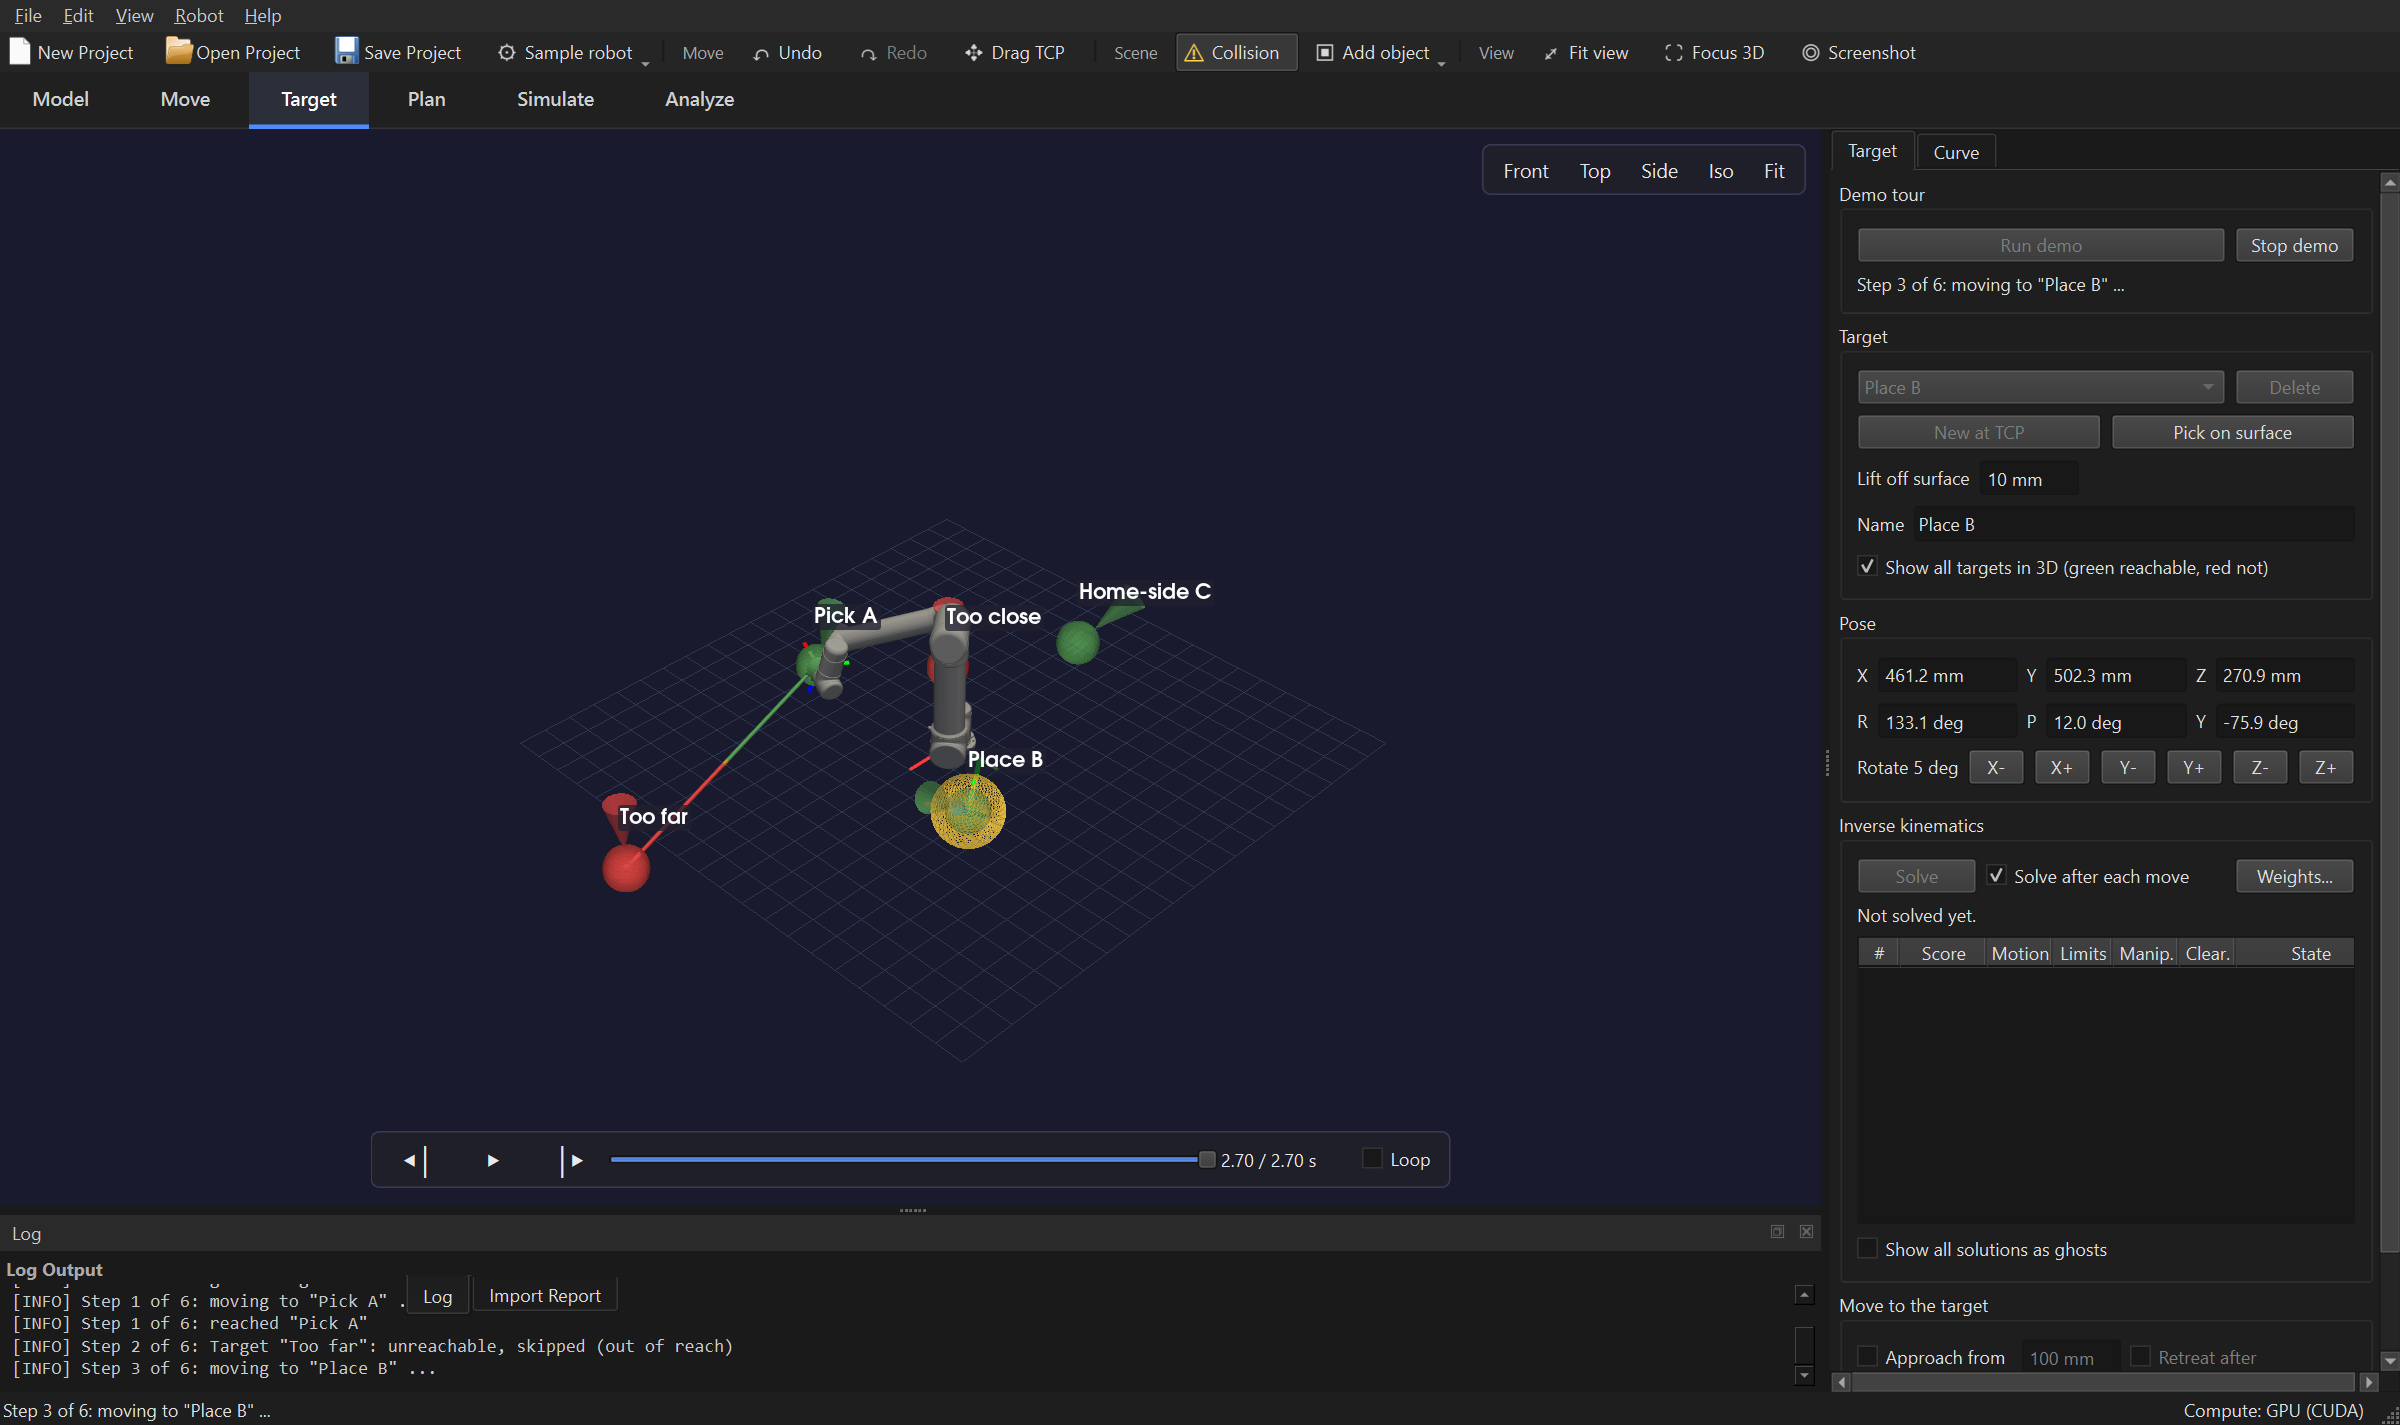 File Edit View Robot Help
New Project Open Project Save Project Sample robot Move Undo Redo Drag TCP Scene Collision Add object View Fit view Focus 3D Screenshot
Model Move Target Plan Simulate Analyze
Front Top Side Iso Fit
Pick A
Too close
Home-side C
Place B
Too far
2.70 / 2.70 s Loop
Target Curve
Demo tour
Run demo Stop demo
Step 3 of 6: moving to "Place B" ...
Target
Place B Delete
New at TCP Pick on surface
Lift off surface 10 mm
Name Place B
Show all targets in 3D (green reachable, red not)
Pose
X 461.2 mm Y 502.3 mm Z 270.9 mm
R 133.1 deg P 12.0 deg Y -75.9 deg
Rotate 5 deg X- X+ Y- Y+ Z- Z+
Inverse kinematics
Solve Solve after each move Weights...
Not solved yet.
# Score Motion Limits Manip. Clear. State
Show all solutions as ghosts
Move to the target
Approach from 100 mm Retreat after
Log
Log Output
[INFO] Step 1 of 6: moving to "Pick A" .
Log Import Report
[INFO] Step 1 of 6: reached "Pick A"
[INFO] Step 2 of 6: Target "Too far": unreachable, skipped (out of reach)
[INFO] Step 3 of 6: moving to "Place B" ...
Step 3 of 6: moving to "Place B" ...
Compute: GPU (CUDA)